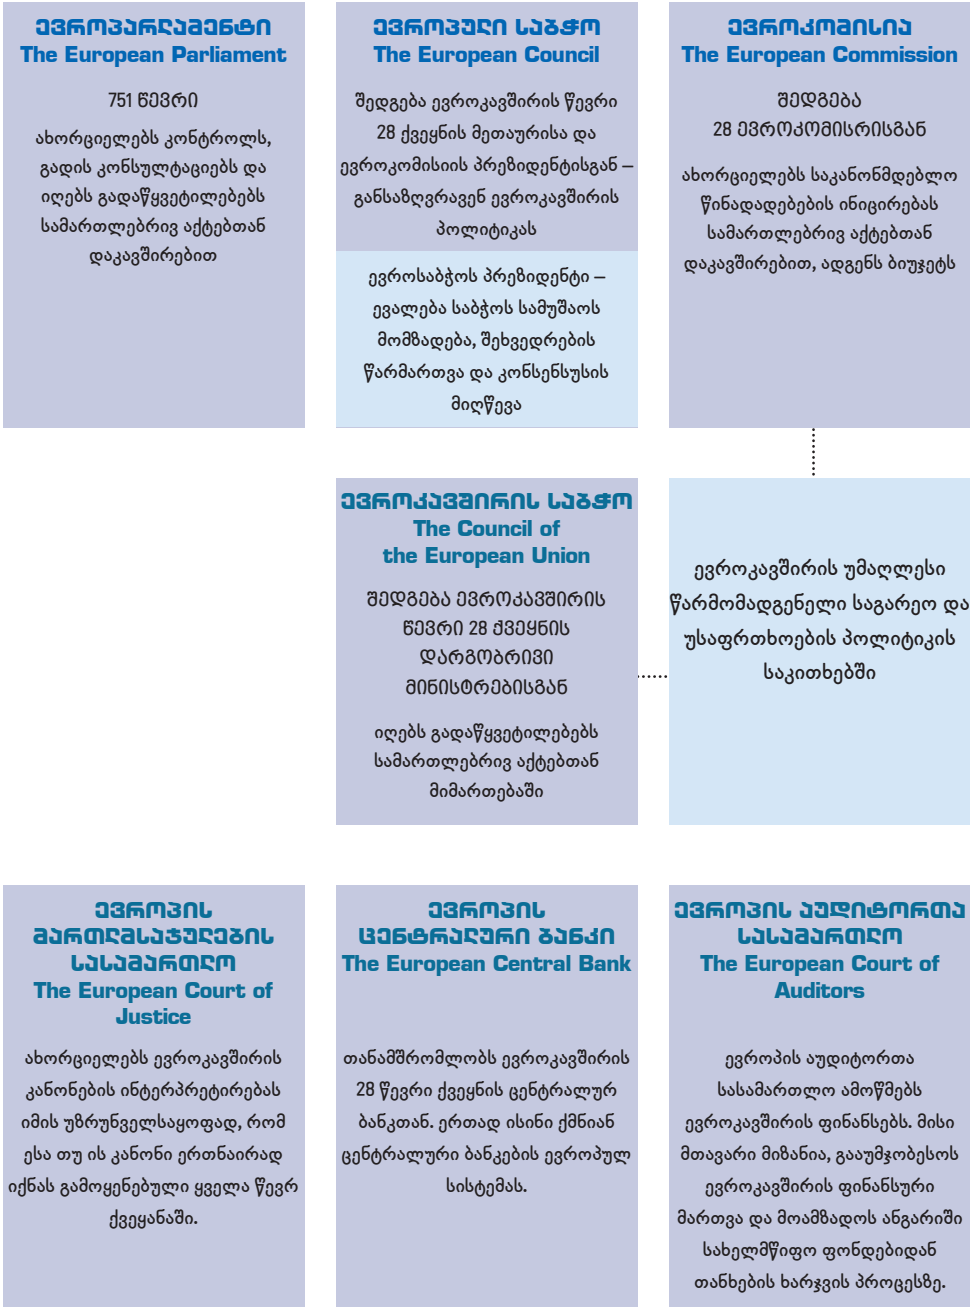 ევროპარლამენტი
The European Parliament
751 წევრი
ახორციელებს კონტროლს,
გადის კონსულტაციებს და
იღებს გადაწყვეტილებებს
სამართლებრივ აქტებთან
დაკავშირებით
ევროპული საბჭო
The European Council
შედგება ევროკავშირის წევრი
28 ქვეყნის მეთაურისა და
ევროკომისიის პრეზიდენტისგან –
განსაზღვრავენ ევროკავშირის
პოლიტიკას
ევროსაბჭოს პრეზიდენტი –
ევალება საბჭოს სამუშაოს
მომზადება, შეხვედრების
წარმართვა და კონსენსუსის
მიღწევა
ევროკომისია
The European Commission
შედგება
28 ევროკომისრისგან
ახორციელებს საკანონმდებლო
წინადადებების ინიცირებას
სამართლებრივ აქტებთან
დაკავშირებით, ადგენს ბიუჯეტს
ევროკავშირის საბჭო
The Council of
the European Union
შედგება ევროკავშირის
წევრი 28 ქვეყნის
დარგობრივი
მინისტრებისგან
იღებს გადაწყვეტილებებს
სამართლებრივ აქტებთან
მიმართებაში
ევროკავშირის უმაღლესი
წარმომადგენელი საგარეო და
უსაფრთხოების პოლიტიკის
საკითხებში
ევროპის
მართლმსაჯულების
სასამართლო
The European Court of
Justice
ახორციელებს ევროკავშირის
კანონების ინტერპრეტირებას
იმის უზრუნველსაყოფად, რომ
ესა თუ ის კანონი ერთნაირად
იქნას გამოყენებული ყველა წევრ
ქვეყანაში.
ევროპის
ცენტრალური ბანკი
The European Central Bank
თანამშრომლობს ევროკავშირის
28 წევრი ქვეყნის ცენტრალურ
ბანკთან. ერთად ისინი ქმნიან
ცენტრალური ბანკების ევროპულ
სისტემას.
ევროპის აუდიტორთა
სასამართლო
The European Court of
Auditors
ევროპის აუდიტორთა
სასამართლო ამოწმებს
ევროკავშირის ფინანსებს. მისი
მთავარი მიზანია, გააუმჯობესოს
ევროკავშირის ფინანსური
მართვა და მოამზადოს ანგარიში
სახელმწიფო ფონდებიდან
თანხების ხარჯვის პროცესზე.